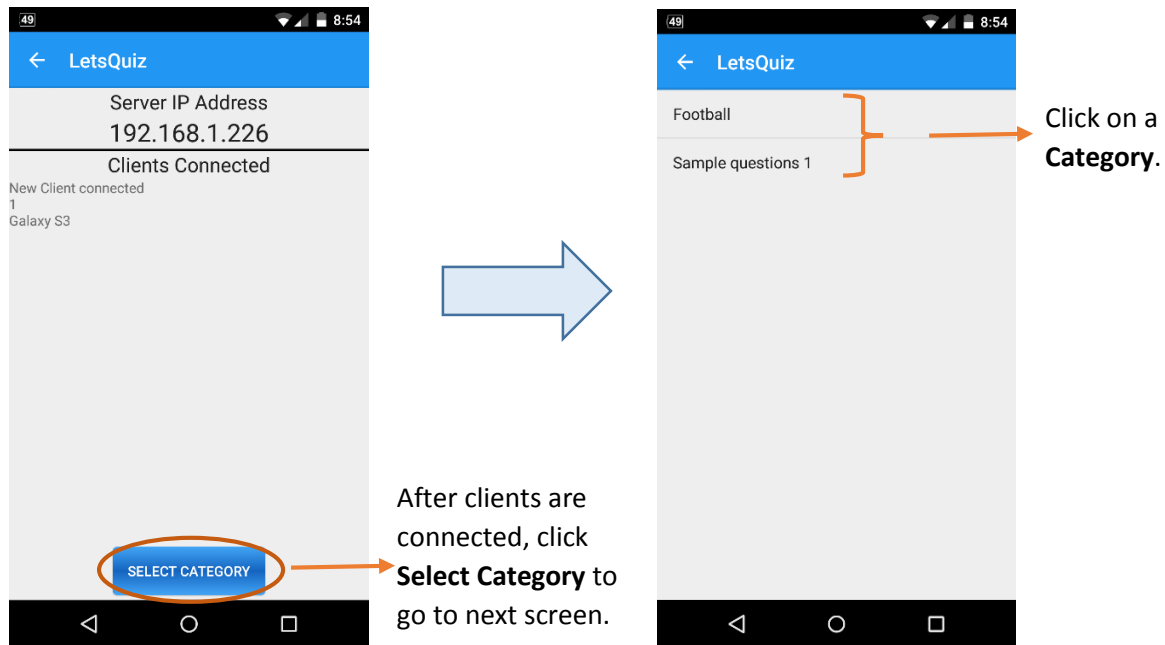 49 8:54
LetsQuiz
Server IP Address
192.168.1.226
Clients Connected
New Client connected
1
Galaxy S3
SELECT CATEGORY
After clients are
connected, click
Select Category to
go to next screen.
49 8:54
LetsQuiz
Football
Sample questions 1
Click on a
Category.